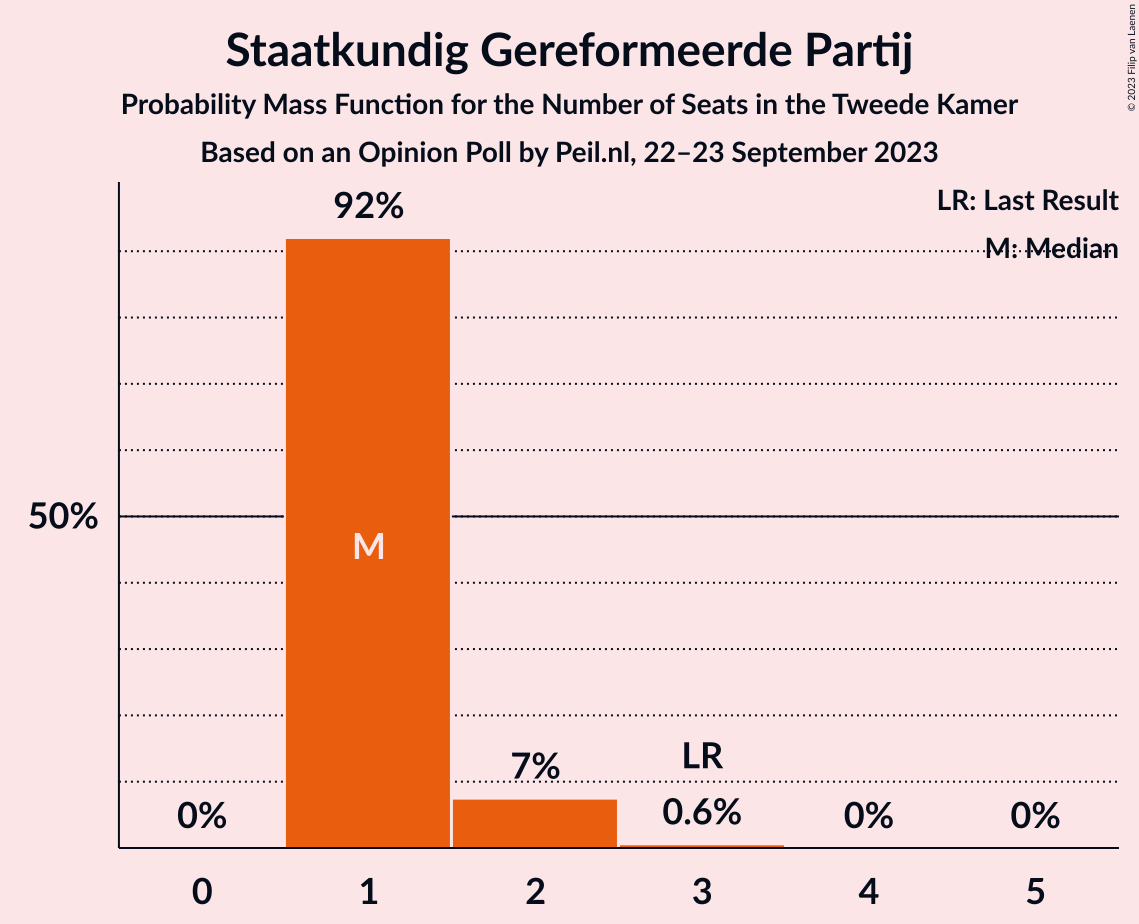 Staatkundig Gereformeerde Partij
Probability Mass Function for the Number of Seats in the Tweede Kamer
Based on an Opinion Poll by Peil.nl, 22–23 September 2023
© 2023 Filip van Laenen
LR: Last Result
M: Median
92%
50%
M
7%
LR
0%
0.6%
0%
0%
0 1 2 3 4 5